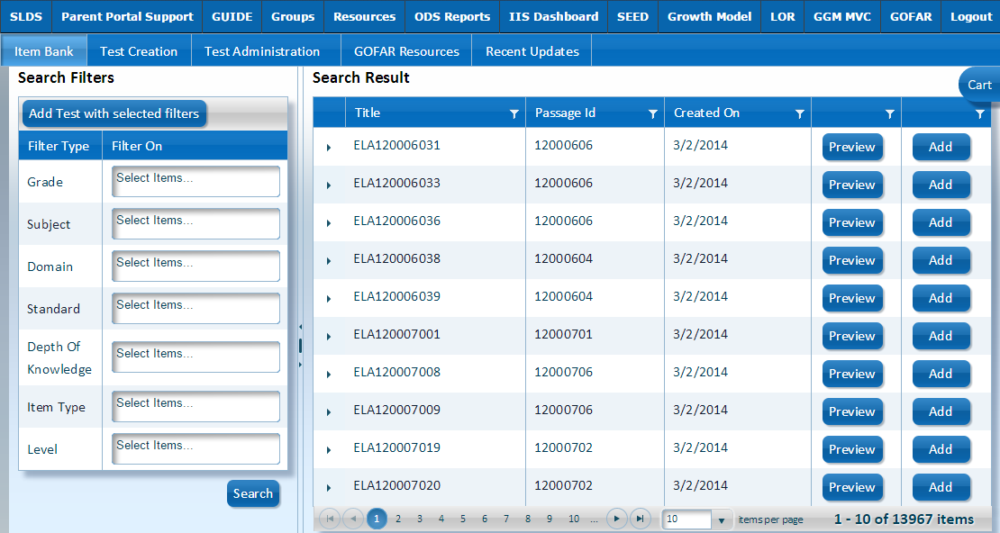 SLDS Parent Portal Support GUIDE Groups Resources ODS Reports IIS Dashboard SEED Growth Model LOR GGM MVC GOFAR Logout
Item Bank Test Creation Test Administration GOFAR Resources Recent Updates
Search Filters
Add Test with selected filters
Filter Type Filter On
Grade Select Items...
Subject Select Items...
Domain Select Items...
Standard Select Items...
Depth Of
Knowledge
Select Items...
Item Type Select Items...
Level Select Items...
Search
Search Result
Cart
Title Passage Id Created On
ELA120006031 12000606 3/2/2014 Preview Add
ELA120006033 12000606 3/2/2014 Preview Add
ELA120006036 12000606 3/2/2014 Preview Add
ELA120006038 12000604 3/2/2014 Preview Add
ELA120006039 12000604 3/2/2014 Preview Add
ELA120007001 12000701 3/2/2014 Preview Add
ELA120007008 12000706 3/2/2014 Preview Add
ELA120007009 12000706 3/2/2014 Preview Add
ELA120007019 12000702 3/2/2014 Preview Add
ELA120007020 12000702 3/2/2014 Preview Add
1 2 3 4 5 6 7 8 9 10 ... 10 items per page 1 - 10 of 13967 items